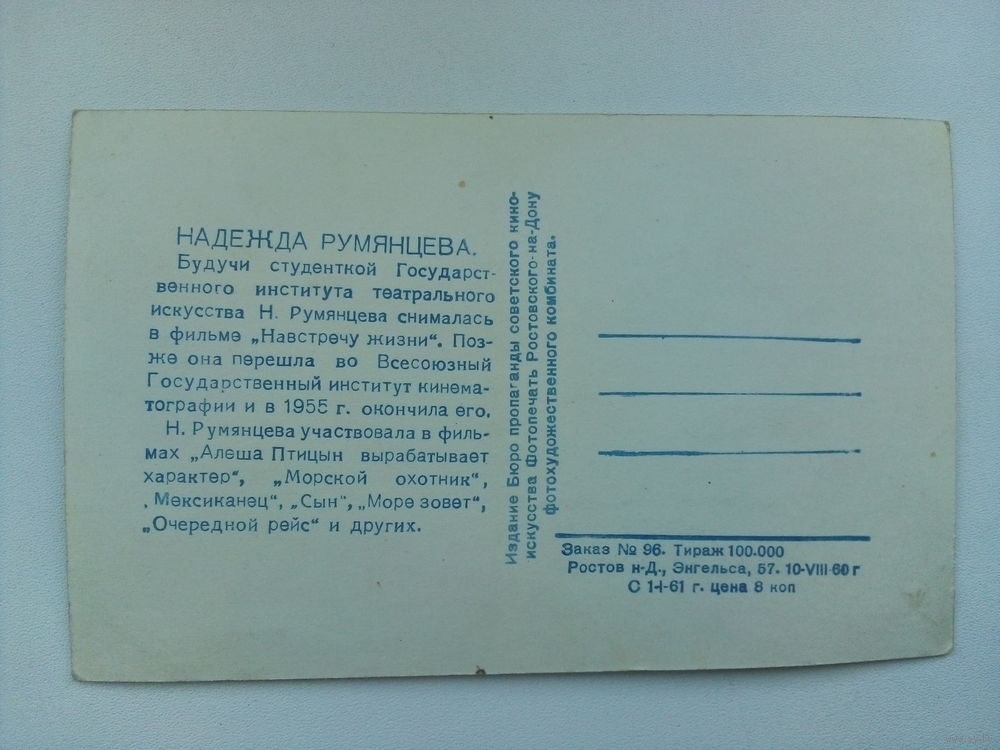 НАДЕЖДА РУМЯНЦЕВА.
Будучи студенткой Государст-
венного института театрального
искусства Н. Румянцева снималась
в фильме „Навстречу жизни“. Поз-
же она перешла во Всесоюзный
Государственный институт кинема-
тографии и в 1955 г. окончила его.
Н. Румянцева участвовала в филь-
мах „Алеша Птицын вырабатывает
характер“, „Морской охотник“,
„Мексиканец“, „Сын“, „Море зовет“,
„Очередной рейс“ и других.
Издание Бюро пропаганды советского кино-
искусства Фотопечать Ростовского-на-Дону
фотохудожественного комбината.
Заказ № 96. Тираж 100.000
Ростов н-Д., Энгельса, 57. 10-VIII-60 г
С 1-I-61 г. цена 8 коп